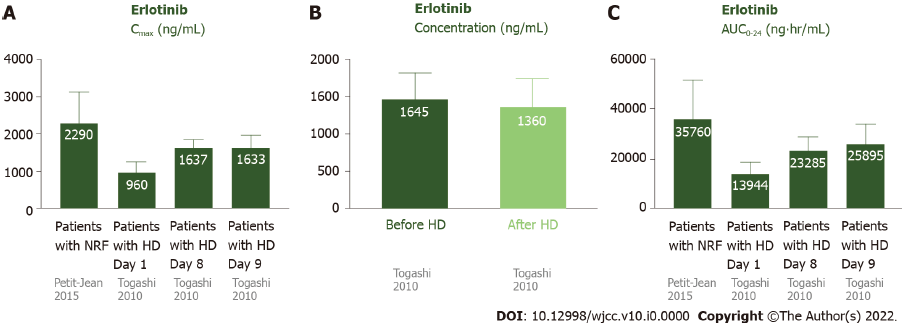 A
Erlotinib
Cmax (ng/mL)
4000
3000
2000
1000
0
2290
960
1637
1633
Patients with NRF
Patients with HD Day 1
Patients with HD Day 8
Patients with HD Day 9
Petit-Jean 2015
Togashi 2010
Togashi 2010
Togashi 2010
B
Erlotinib
Concentration (ng/mL)
2000
1600
1000
500
0
1645
1360
Before HD
After HD
Togashi 2010
Togashi 2010
C
Erlotinib
AUC0-24 (ng·hr/mL)
60000
40000
20000
0
35760
13944
23285
25895
Patients with NRF
Patients with HD Day 1
Patients with HD Day 8
Patients with HD Day 9
Petit-Jean 2015
Togashi 2010
Togashi 2010
Togashi 2010
DOI: 10.12998/wjcc.v10.i0.0000 Copyright ©The Author(s) 2022.